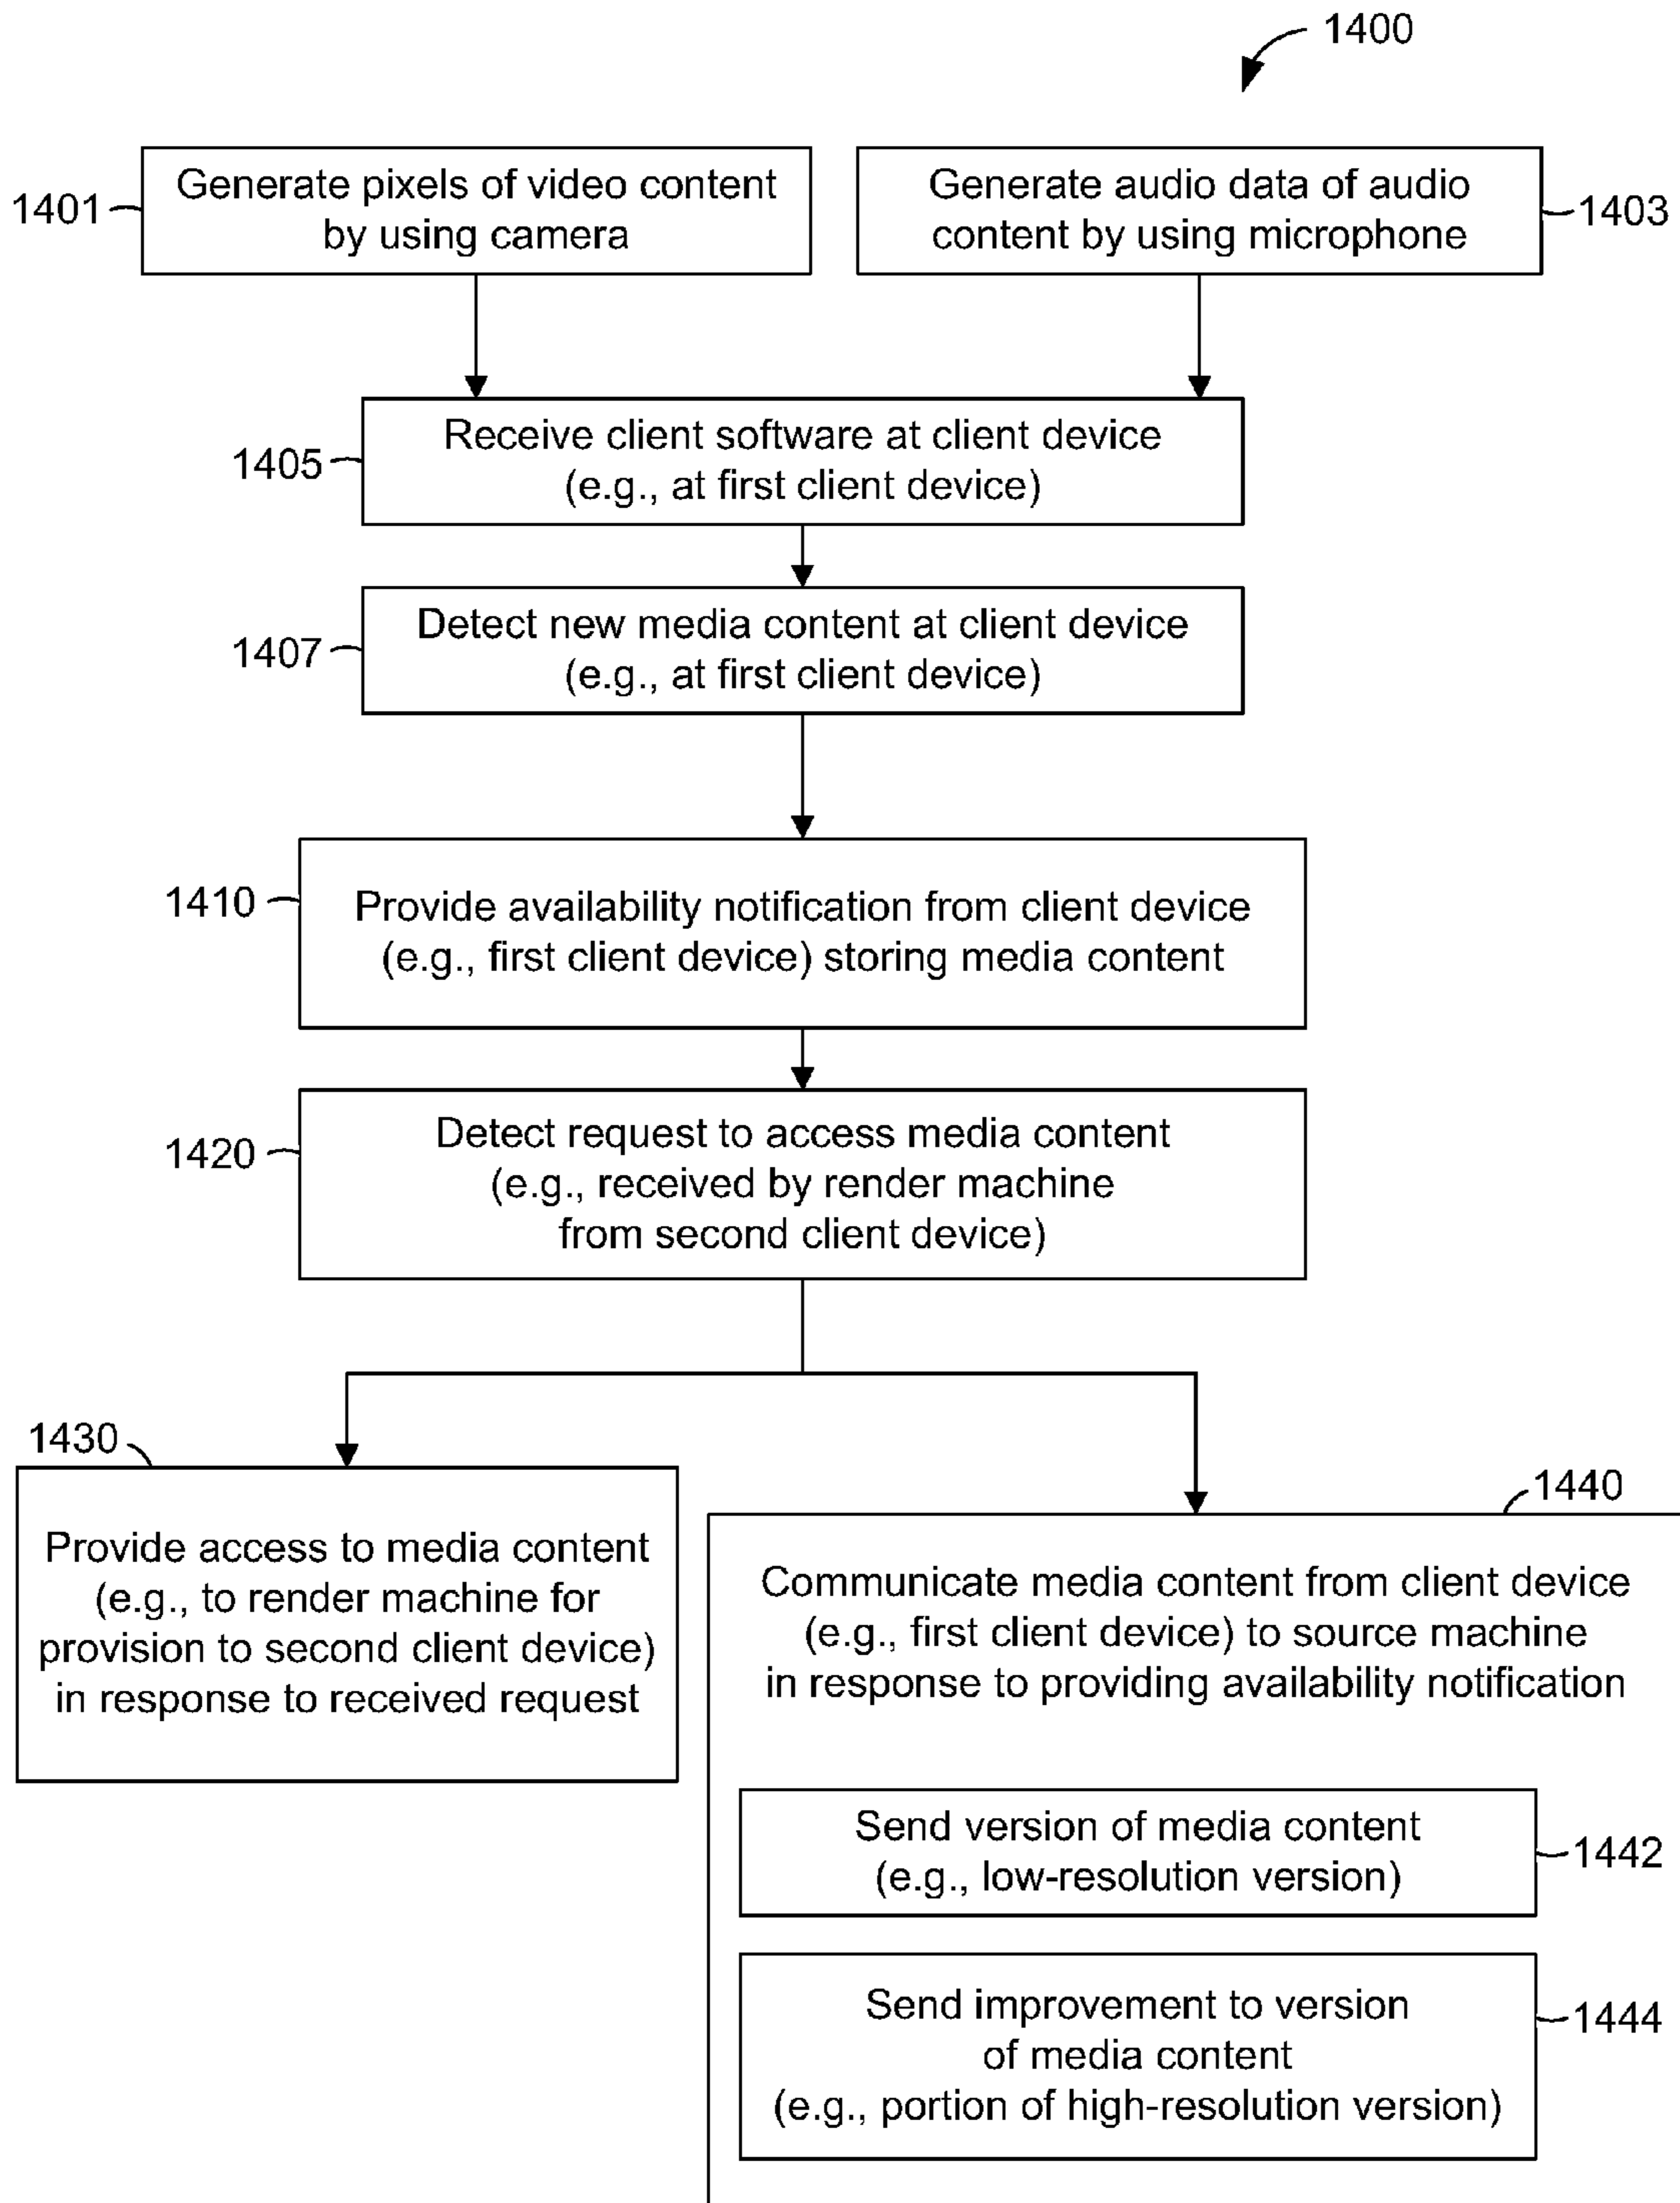 1400
1401
Generate pixels of video content
by using camera
Generate audio data of audio
content by using microphone
1403
1405
Receive client software at client device
(e.g., at first client device)
1407
Detect new media content at client device
(e.g., at first client device)
1410
Provide availability notification from client device
(e.g., first client device) storing media content
1420
Detect request to access media content
(e.g., received by render machine
from second client device)
1430
Provide access to media content
(e.g., to render machine for
provision to second client device)
in response to received request
1440
Communicate media content from client device
(e.g., first client device) to source machine
in response to providing availability notification
Send version of media content
(e.g., low-resolution version)
1442
Send improvement to version
of media content
(e.g., portion of high-resolution version)
1444